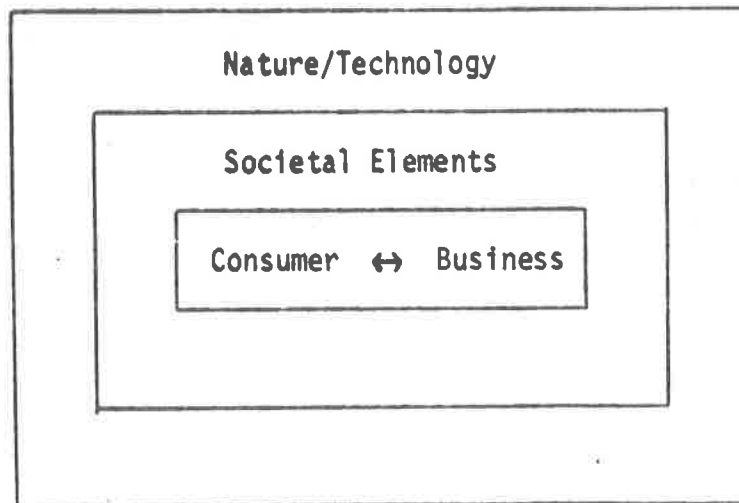 Nature/Technology
Societal Elements
Consumer ↔ Business